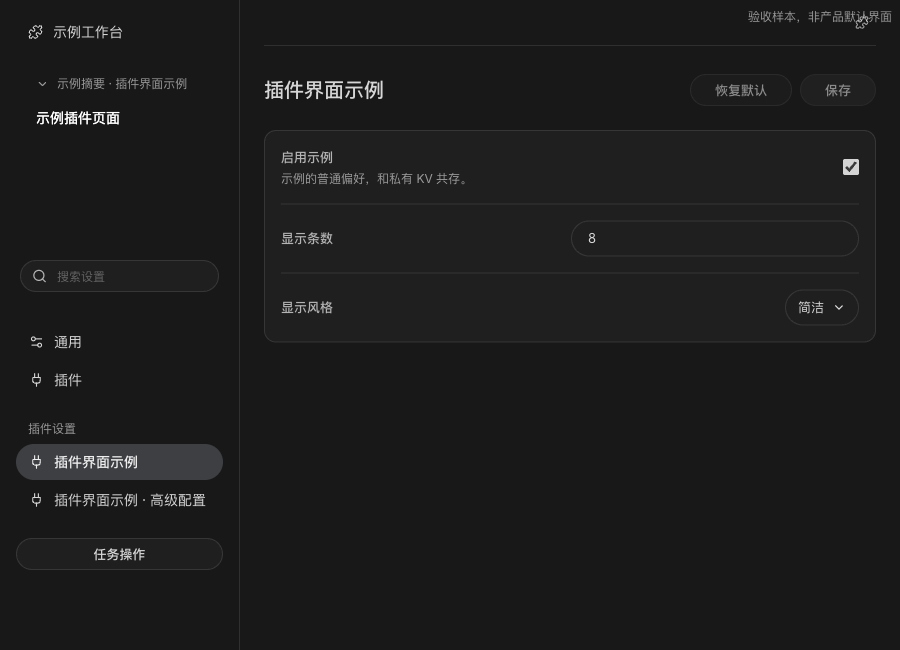 验收样本，非产品默认界面
示例工作台
示例摘要 · 插件界面示例
示例插件页面
搜索设置
通用
插件
插件设置
插件界面示例
插件界面示例 · 高级配置
任务操作
插件界面示例
恢复默认
保存
启用示例
示例的普通偏好，和私有 KV 共存。
显示条数
8
显示风格
简洁